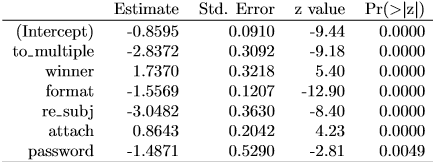 Estimate Std. Error z value Pr(>|z|)
(Intercept) -0.8595 0.0910 -9.44 0.0000
to_multiple -2.8372 0.3092 -9.18 0.0000
winner 1.7370 0.3218 5.40 0.0000
format -1.5569 0.1207 -12.90 0.0000
re_subj -3.0482 0.3630 -8.40 0.0000
attach 0.8643 0.2042 4.23 0.0000
password -1.4871 0.5290 -2.81 0.0049